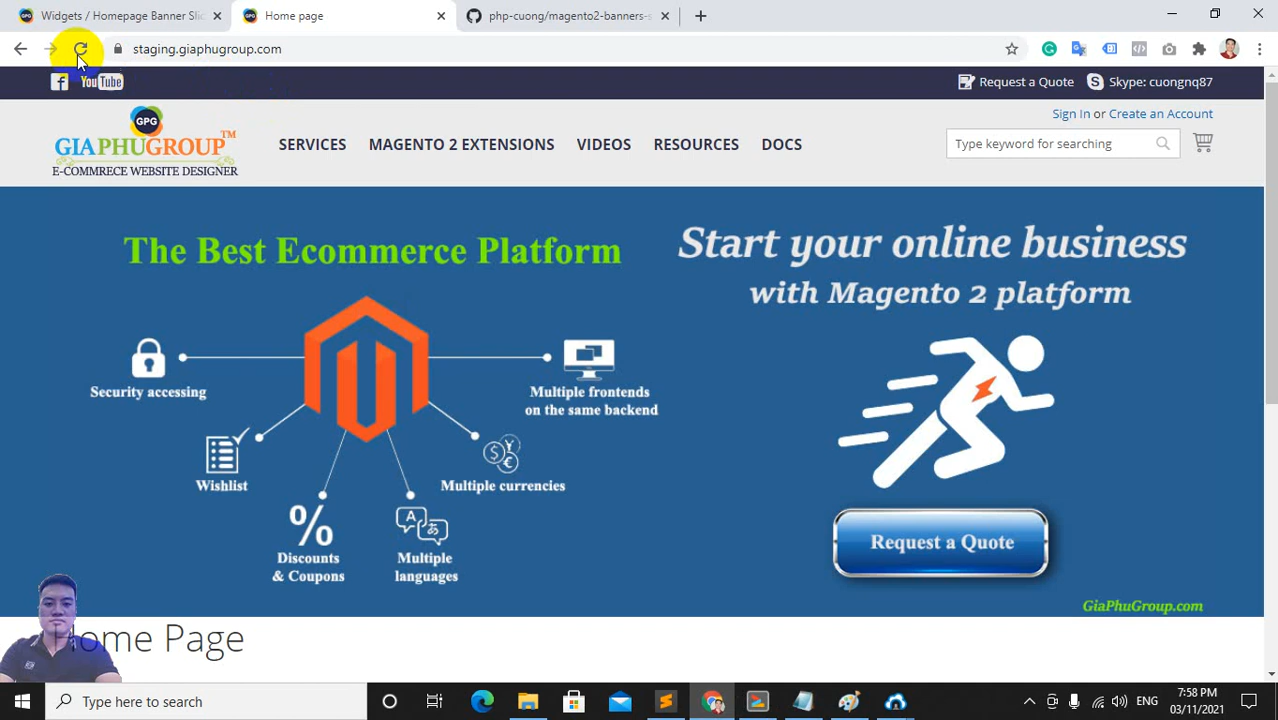 Widgets / Homepage Banner Slid
Home page
php-cuong/magento2-banners-s
staging.giaphugroup.com
YouTube
Request a Quote
Skype: cuongnq87
Sign In or Create an Account
GPG
GIAPHUGROUP™
E-COMMRECE WEBSITE DESIGNER
SERVICES
MAGENTO 2 EXTENSIONS
VIDEOS
RESOURCES
DOCS
Type keyword for searching
The Best Ecommerce Platform
Start your online business
with Magento 2 platform
Security accessing
Multiple frontends
on the same backend
Wishlist
Multiple currencies
Discounts
& Coupons
Multiple
languages
Request a Quote
GiaPhuGroup.com
Home Page
Type here to search
ENG
7:58 PM
03/11/2021